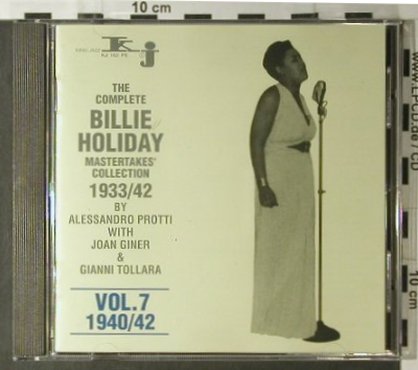 10 cm
KJ
THE
COMPLETE
BILLIE
HOLIDAY
MASTERTAKES'
COLLECTION
1933/42
BY
ALESSANDRO PROTTI
WITH
JOAN GINER
&
GIANNI TOLLARA
VOL.7
1940/42
www.LPCD.de/CD
10 cm